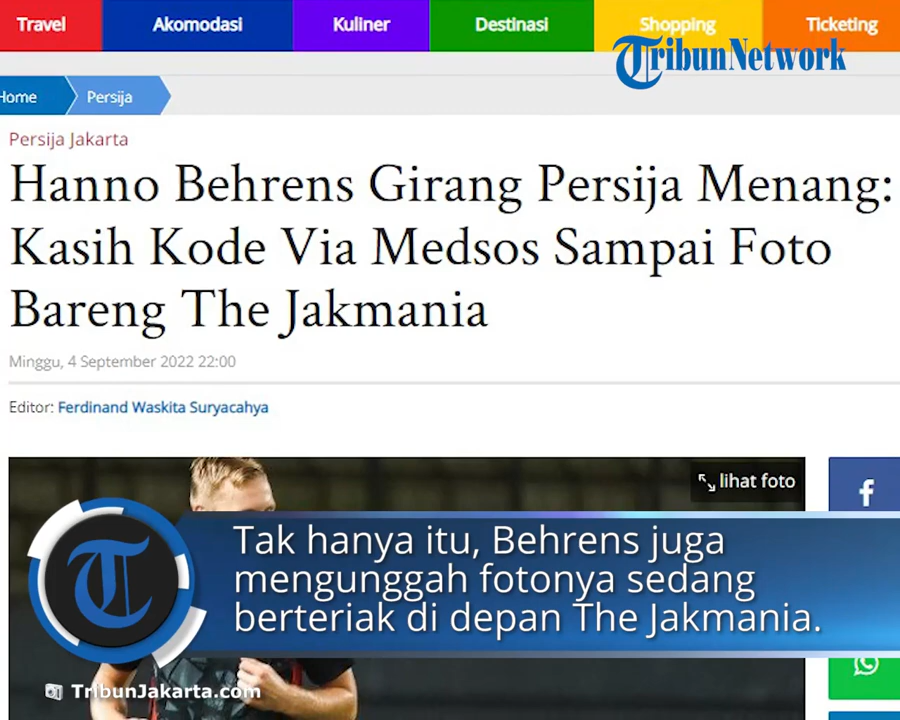 Travel Akomodasi Kuliner Destinasi Shopping Ticketing
TribunNetwork
Home Persija
Persija Jakarta
Hanno Behrens Girang Persija Menang:
Kasih Kode Via Medsos Sampai Foto
Bareng The Jakmania
Minggu, 4 September 2022 22:00
Editor: Ferdinand Waskita Suryacahya
lihat foto
Tak hanya itu, Behrens juga
mengunggah fotonya sedang
berteriak di depan The Jakmania.
TribunJakarta.com